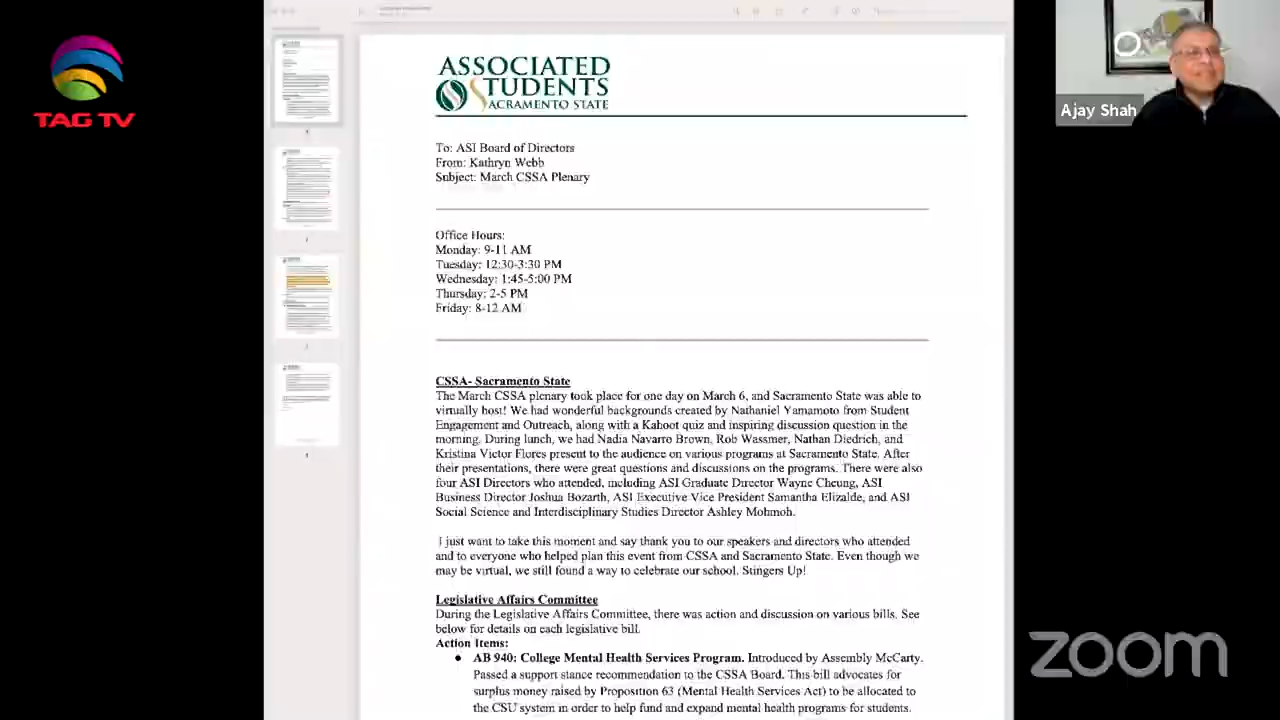 TAG TV
ASSOCIATED
STUDENTS
SACRAMENTO STATE
To: ASI Board of Directors
From: Kathryn Webb
Subject: March CSSA Plenary
Office Hours:
Monday: 9-11 AM
Tuesday: 12:30-3:30 PM
Wednesday: 1:45-5:00 PM
Thursday: 2-5 PM
Friday: 8-12 AM
CSSA- Sacramento State
The March CSSA plenary took place for one day on March 6, and Sacramento State was able to
virtually host! We had wonderful backgrounds created by Nathaniel Yamamoto from Student
Engagement and Outreach, along with a Kahoot quiz and inspiring discussion question in the
morning. During lunch, we had Nadia Navarro Brown, Rob Wassmer, Nathan Diedrich, and
Kristina Victor Flores present to the audience on various programs at Sacramento State. After
their presentations, there were great questions and discussions on the programs. There were also
four ASI Directors who attended, including ASI Graduate Director Wayne Cheung, ASI
Business Director Joshua Bozarth, ASI Executive Vice President Samantha Elizalde, and ASI
Social Science and Interdisciplinary Studies Director Ashley Mohmoh.
I just want to take this moment and say thank you to our speakers and directors who attended
and to everyone who helped plan this event from CSSA and Sacramento State. Even though we
may be virtual, we still found a way to celebrate our school. Stingers Up!
Legislative Affairs Committee
During the Legislative Affairs Committee, there was action and discussion on various bills. See
below for details on each legislative bill.
Action Items:
● AB 940: College Mental Health Services Program. Introduced by Assembly McCarty.
Passed a support stance recommendation to the CSSA Board. This bill advocates for
surplus money raised by Proposition 63 (Mental Health Services Act) to be allocated to
the CSU system in order to help fund and expand mental health programs for students.
Ajay Shah
zoom